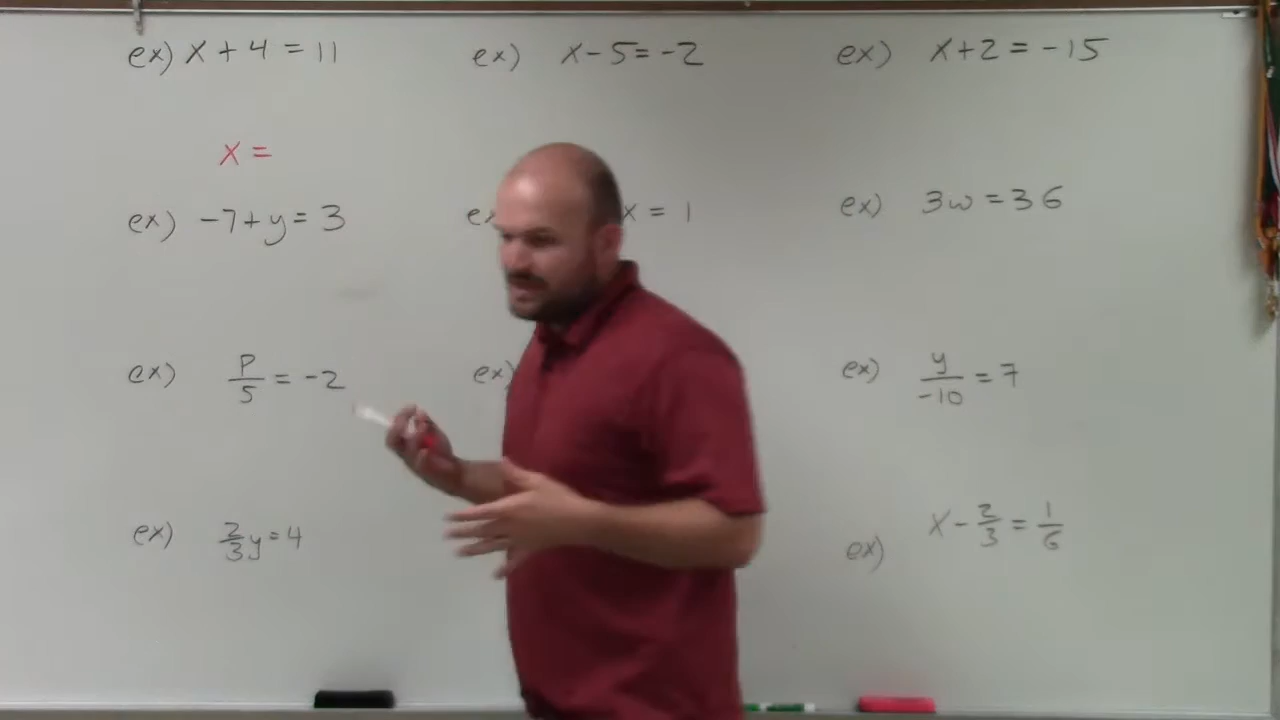 ex) x + 4 = 11
ex) x - 5 = -2
ex) x + 2 = -15
x =
ex) -7 + y = 3
x = 1
ex) 3w = 36
ex) p/5 = -2
ex)
ex) y/-10 = 7
ex) 2/3 y = 4
ex) x - 2/3 = 1/6